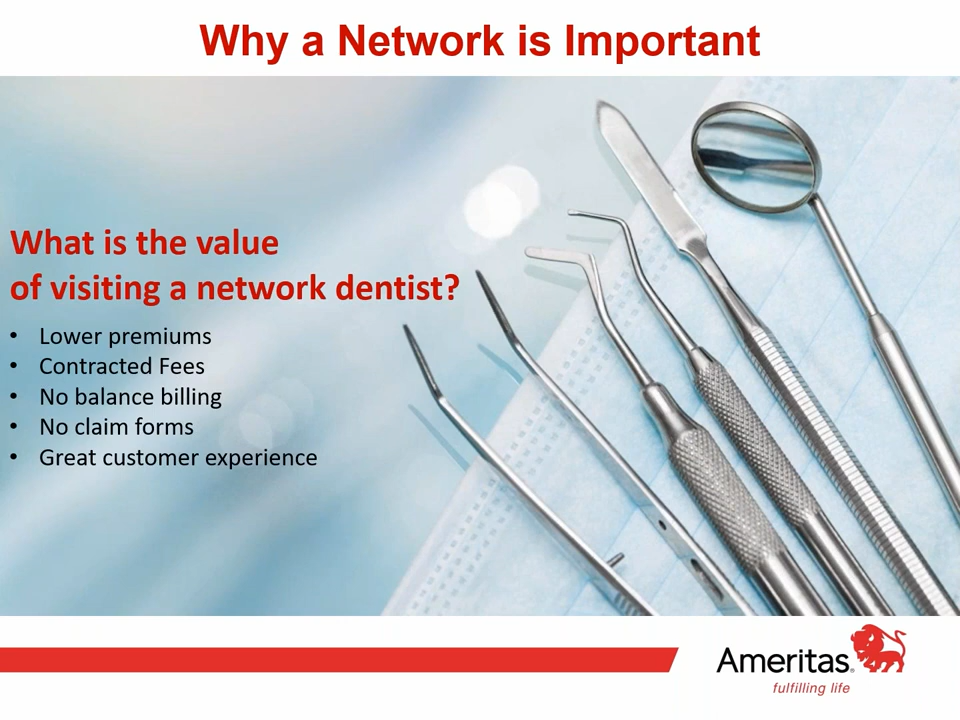 Why a Network is Important
What is the value
of visiting a network dentist?
• Lower premiums
• Contracted Fees
• No balance billing
• No claim forms
• Great customer experience
Ameritas®
fulfilling life